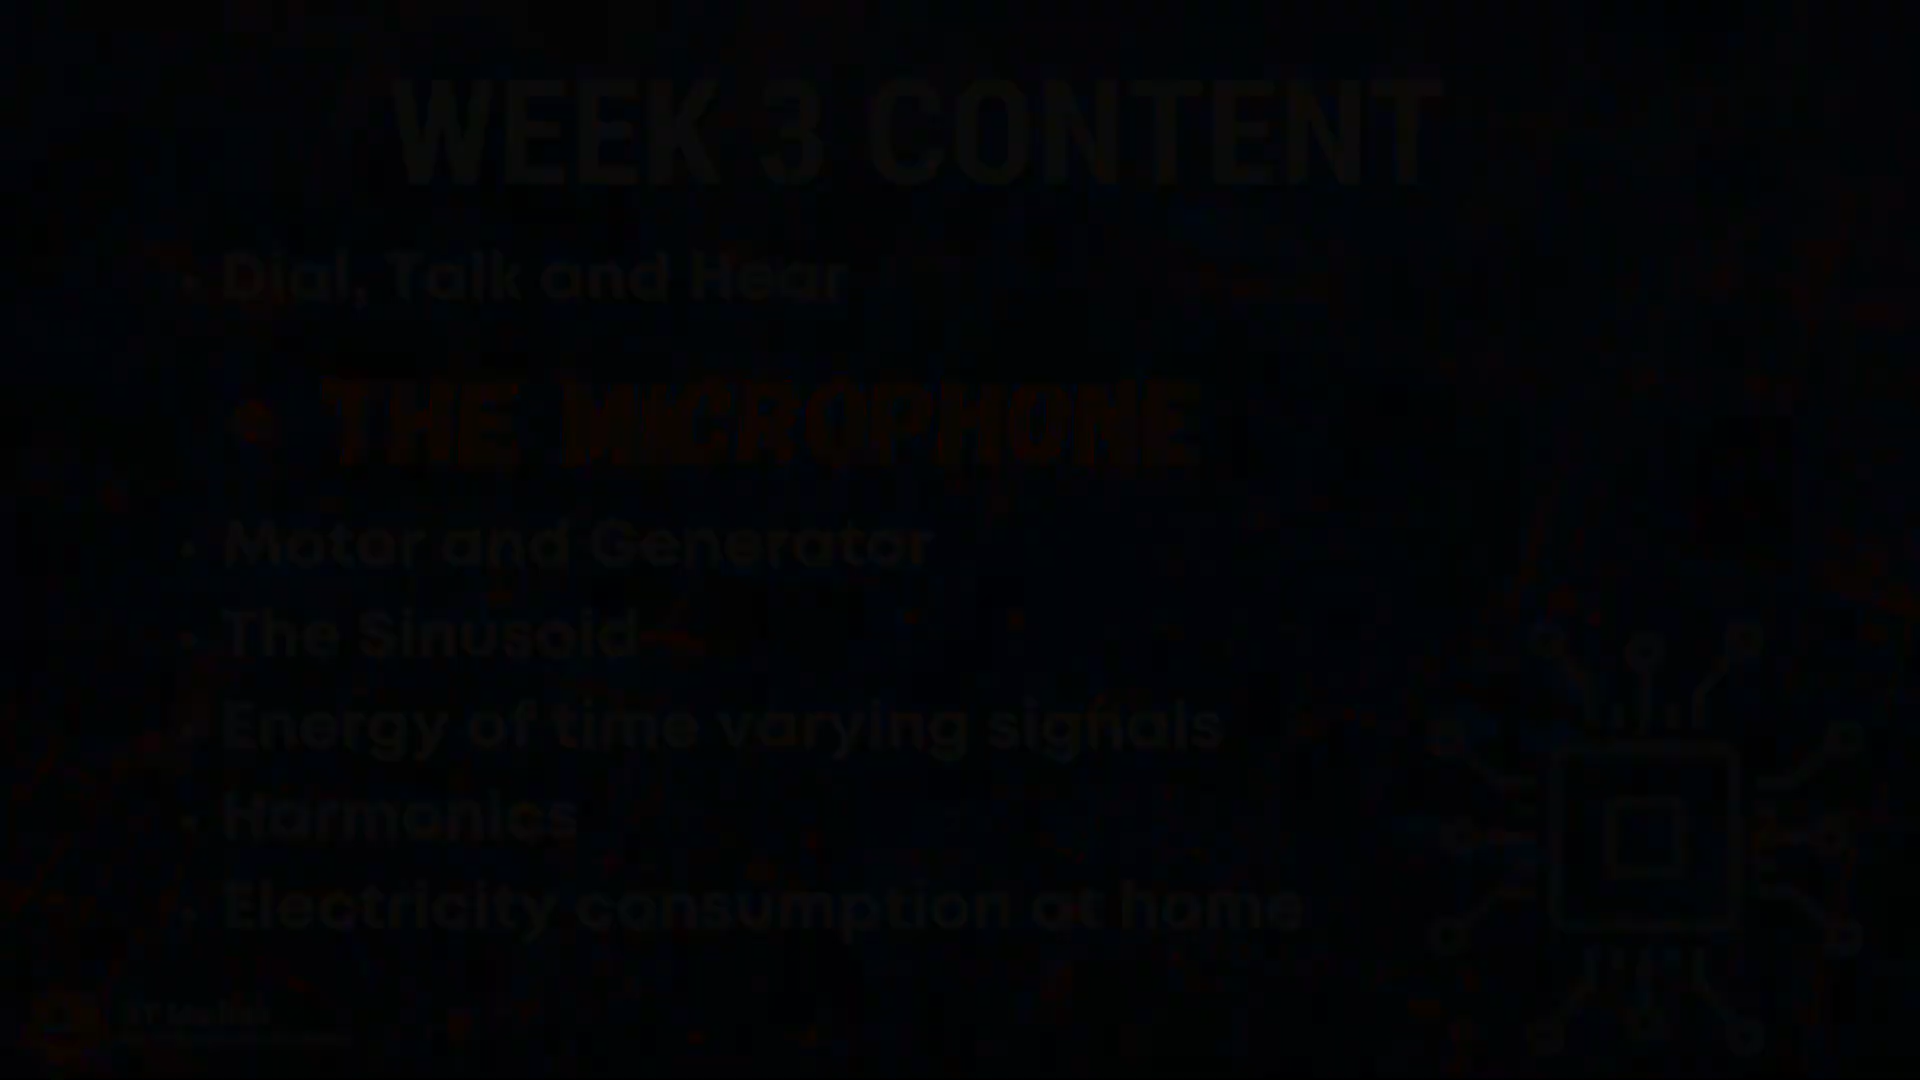 WEEK 3 CONTENT
• Dial, Talk and Hear
• THE MICROPHONE
• Motor and Generator
• The Sinusoid
• Energy of time varying signals
• Harmonics
• Electricity consumption at home